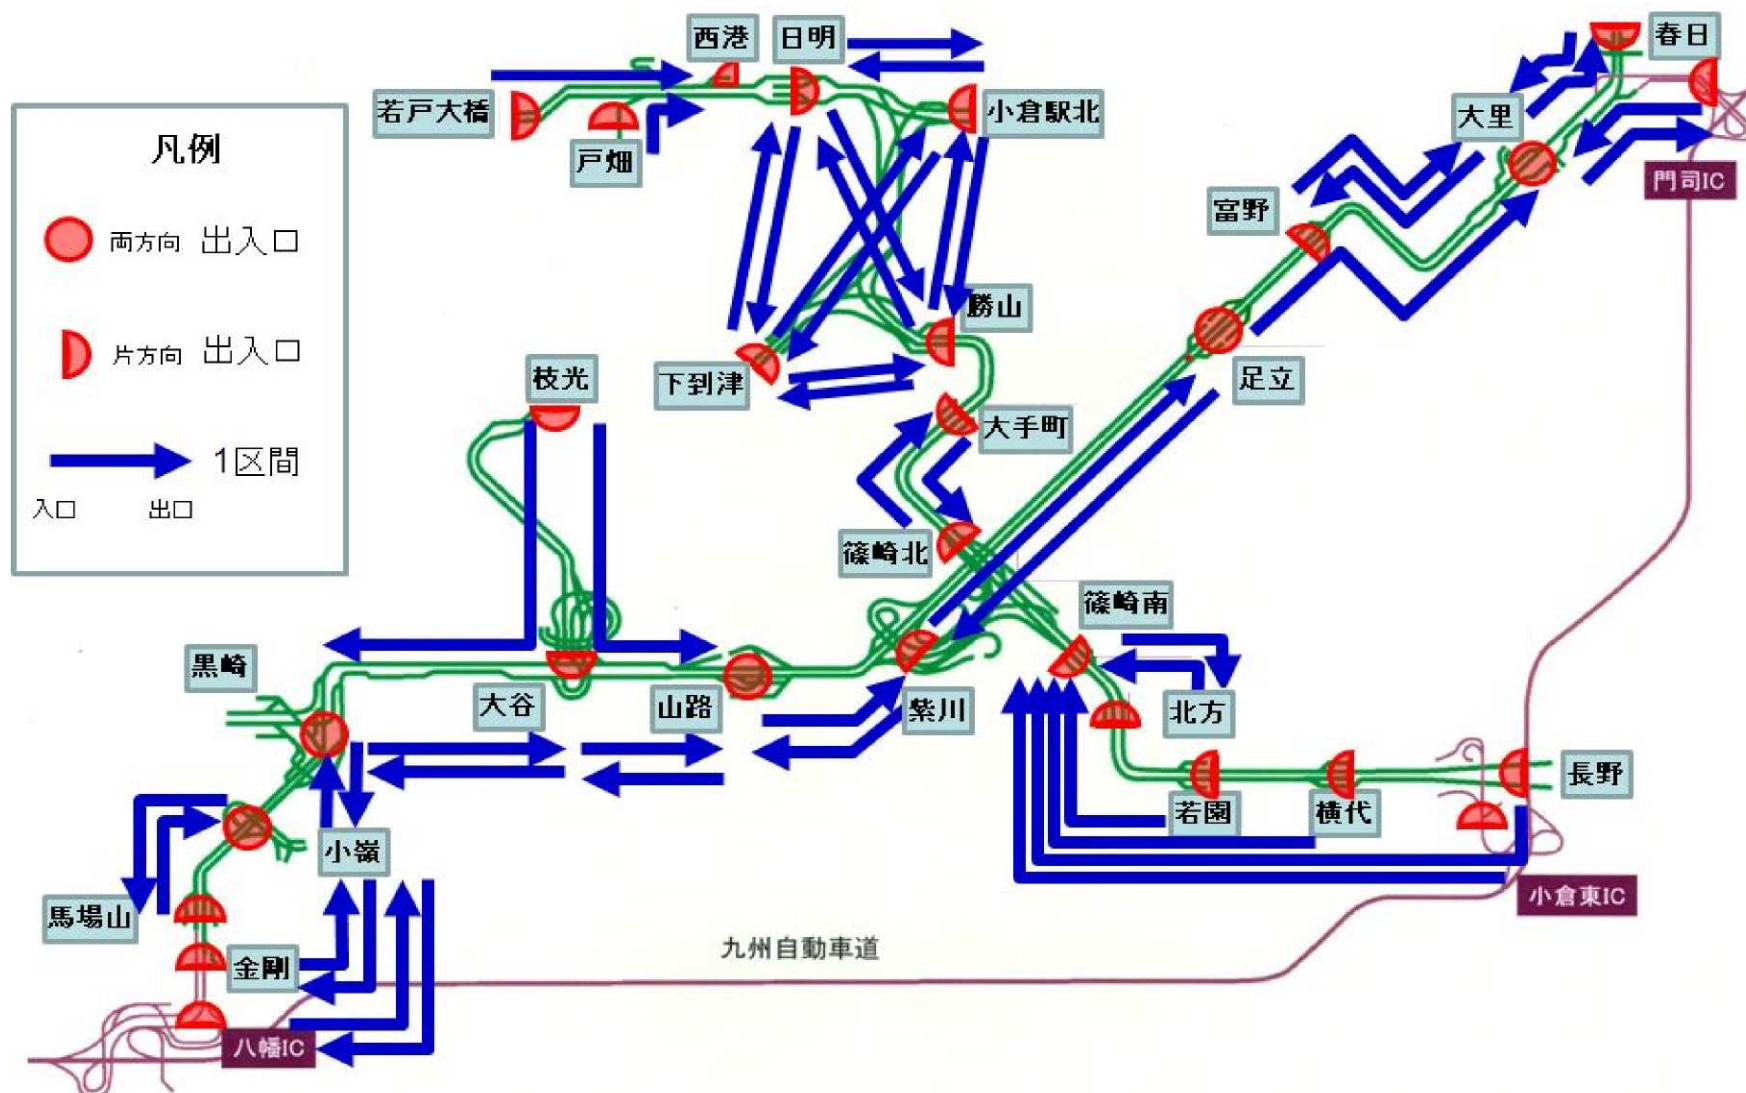 西港
日明
春日
若戸大橋
小倉駅北
大里
凡例
戸畑
門司IC
富野
両方向 出入口
勝山
片方向 出入口
枝光
下到津
足立
大手町
1区間
入口
出口
篠崎北
篠崎南
黒崎
大谷
山路
紫川
北方
長野
若園
横代
小嶺
小倉東IC
馬場山
九州自動車道
金剛
八幡IC